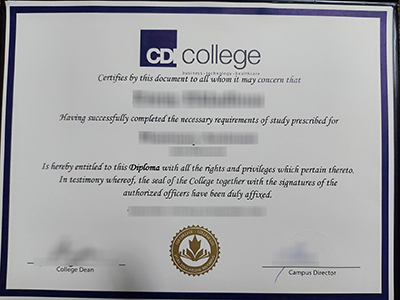 CDI college
business · technology · healthcare
Certifies by this document to all whom it may concern that
Having successfully completed the necessary requirements of study prescribed for
Is hereby entitled to this Diploma with all the rights and privileges which pertain thereto.
In testimony whereof, the seal of the College together with the signatures of the
authorized officers have been duly affixed.
College Dean
Campus Director